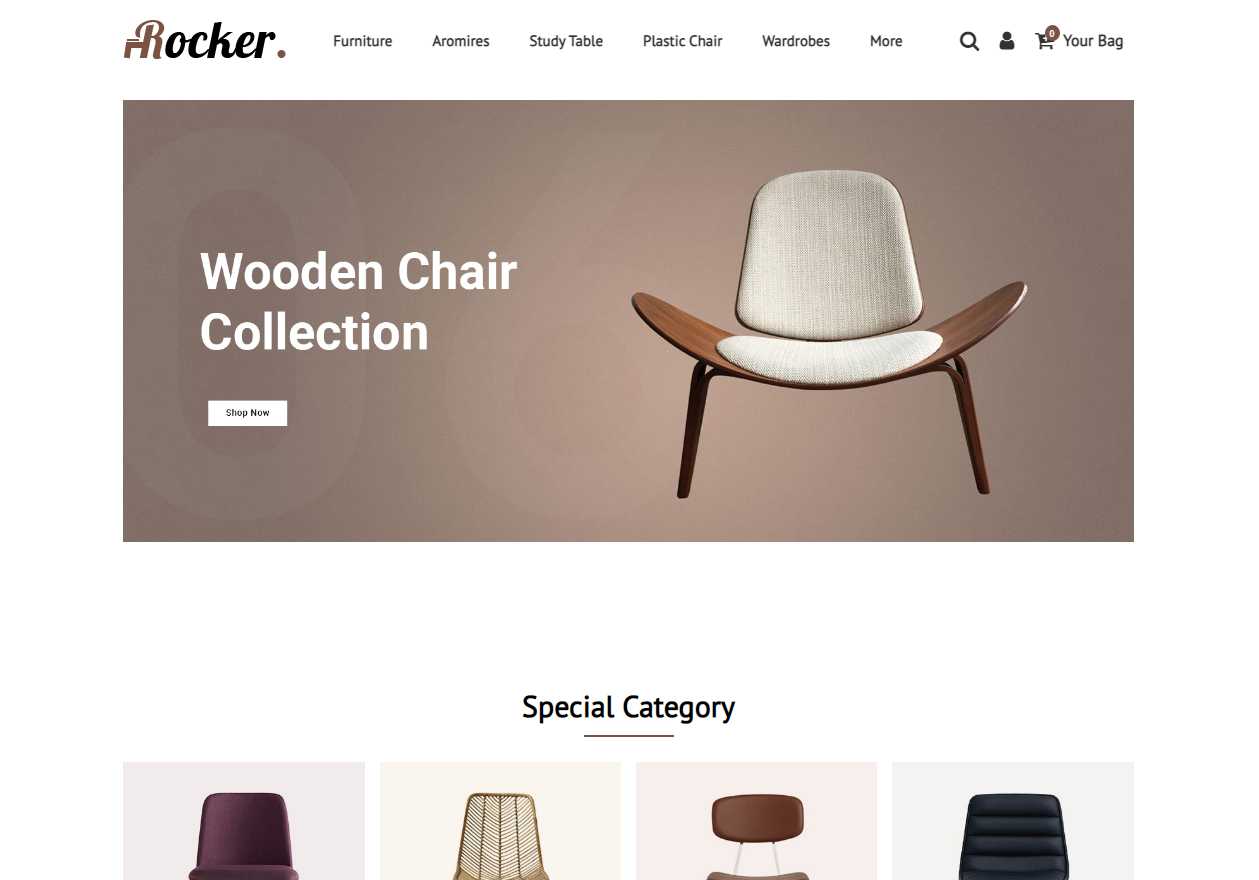 Rocker.
Furniture Aromires Study Table Plastic Chair Wardrobes More 0 Your Bag
06
Wooden Chair
Collection
Shop Now
Special Category